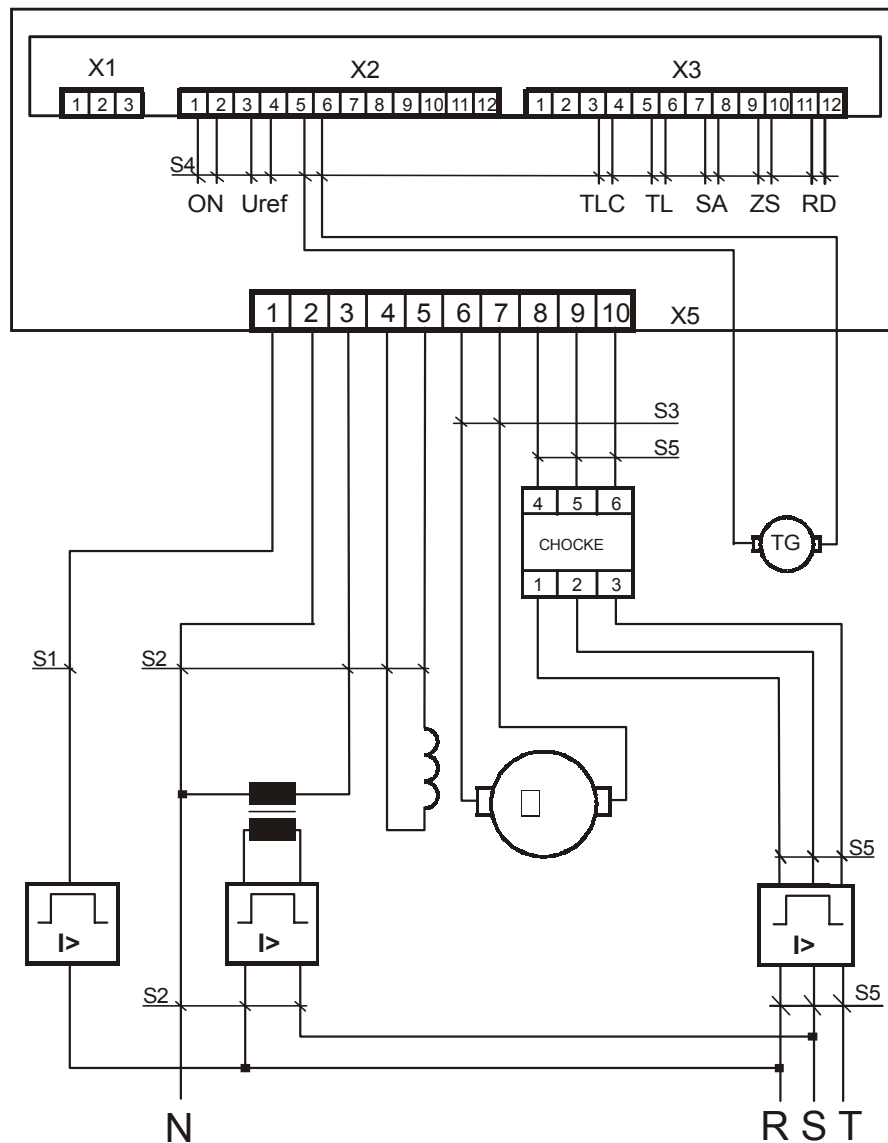 X1 X2 X3
1 2 3 1 2 3 4 5 6 7 8 9 10 11 12 1 2 3 4 5 6 7 8 9 10 11 12
S4
ON Uref TLC TL SA ZS RD
1 2 3 4 5 6 7 8 9 10
X5
S3
S5
4 5 6
CHOCKE
TG
1 2 3
S1 S2
S5
I> I> I>
S2 S5
N R S T